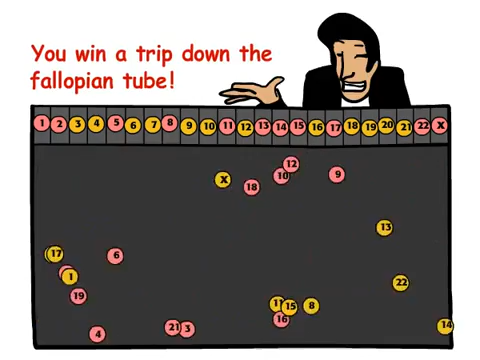 You win a trip down the
fallopian tube!
1 2 3 4 5 6 7 8 9 10 11 12 13 14 15 16 17 18 19 20 21 22 X
12
X 18 10 9
13
17 6
1
19 22
15 8
16 14
4 21 3